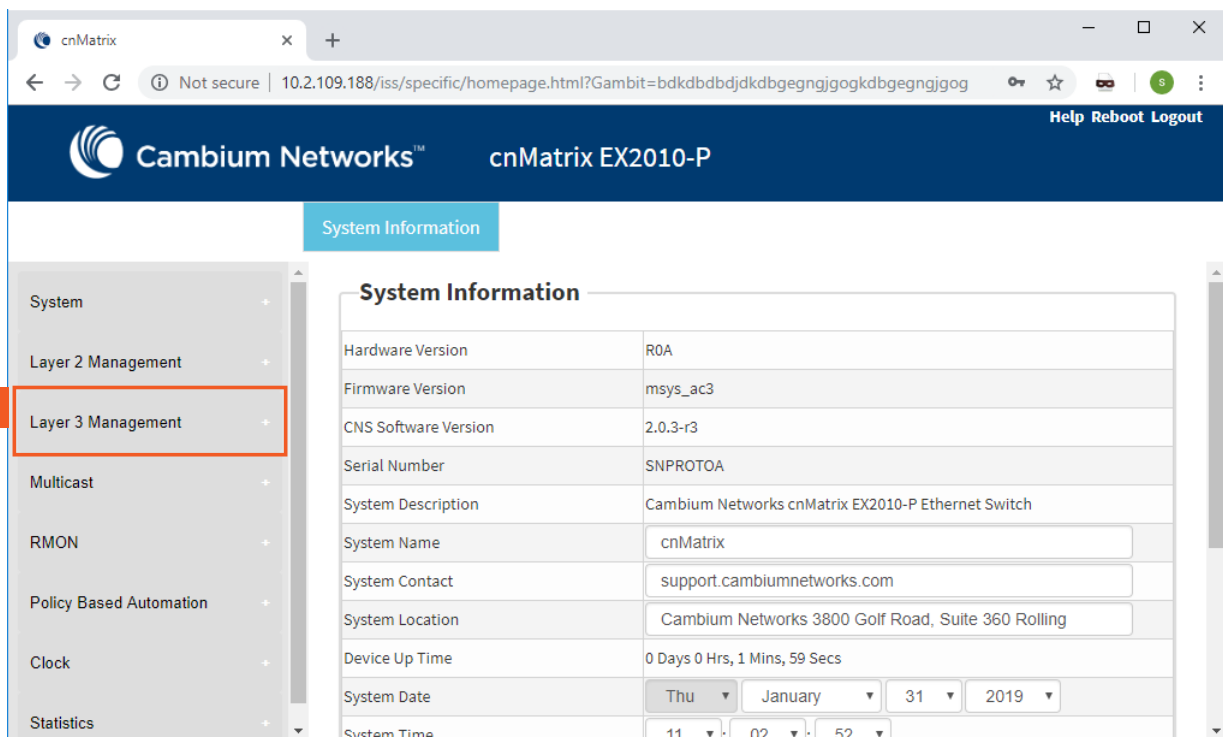 cnMatrix
Not secure | 10.2.109.188/iss/specific/homepage.html?Gambit=bdkdbdbdjdkdbgegngjgogkdbgegngjgog
S
Help Reboot Logout
Cambium Networks™ cnMatrix EX2010-P
System Information
System
Layer 2 Management
Layer 3 Management
Multicast
RMON
Policy Based Automation
Clock
Statistics
System Information
Hardware Version R0A
Firmware Version msys_ac3
CNS Software Version 2.0.3-r3
Serial Number SNPROTOA
System Description Cambium Networks cnMatrix EX2010-P Ethernet Switch
System Name cnMatrix
System Contact support.cambiumnetworks.com
System Location Cambium Networks 3800 Golf Road, Suite 360 Rolling
Device Up Time 0 Days 0 Hrs, 1 Mins, 59 Secs
System Date Thu January 31 2019
System Time 11 : 02 : 52